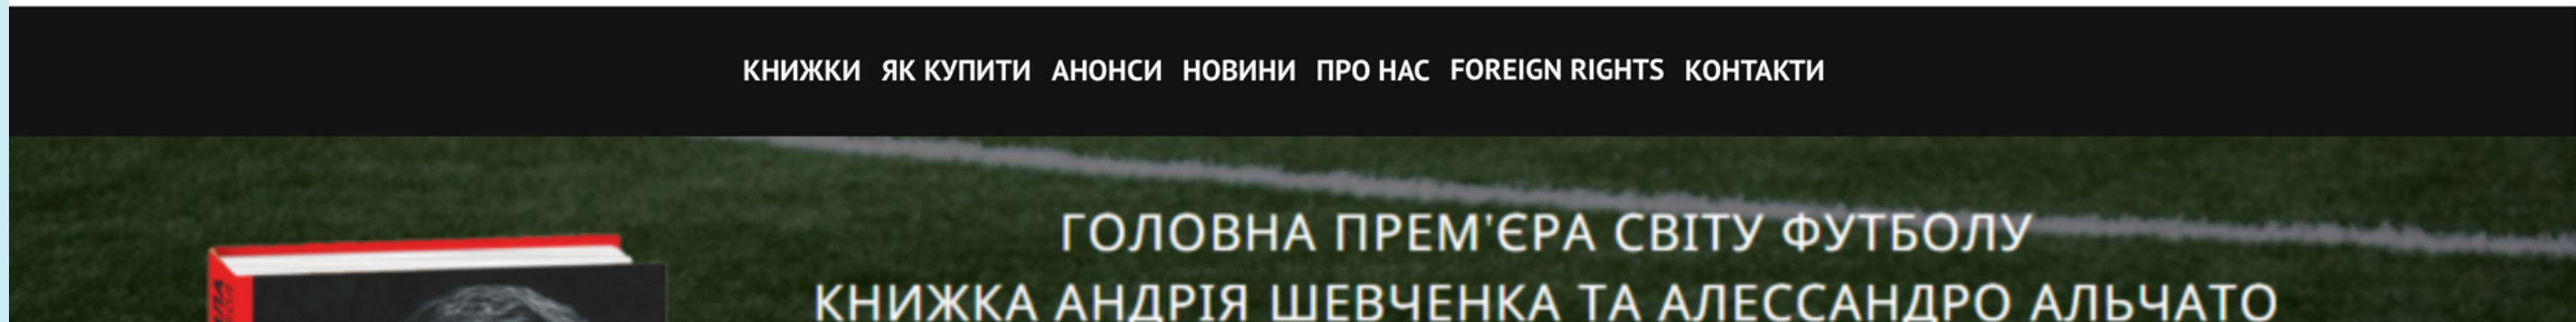 КНИЖКИ ЯК КУПИТИ АНОНСИ НОВИНИ ПРО НАС FOREIGN RIGHTS КОНТАКТИ
ГОЛОВНА ПРЕМ'ЄРА СВІТУ ФУТБОЛУ
КНИЖКА АНДРІЯ ШЕВЧЕНКА ТА АЛЕССАНДРО АЛЬЧАТО